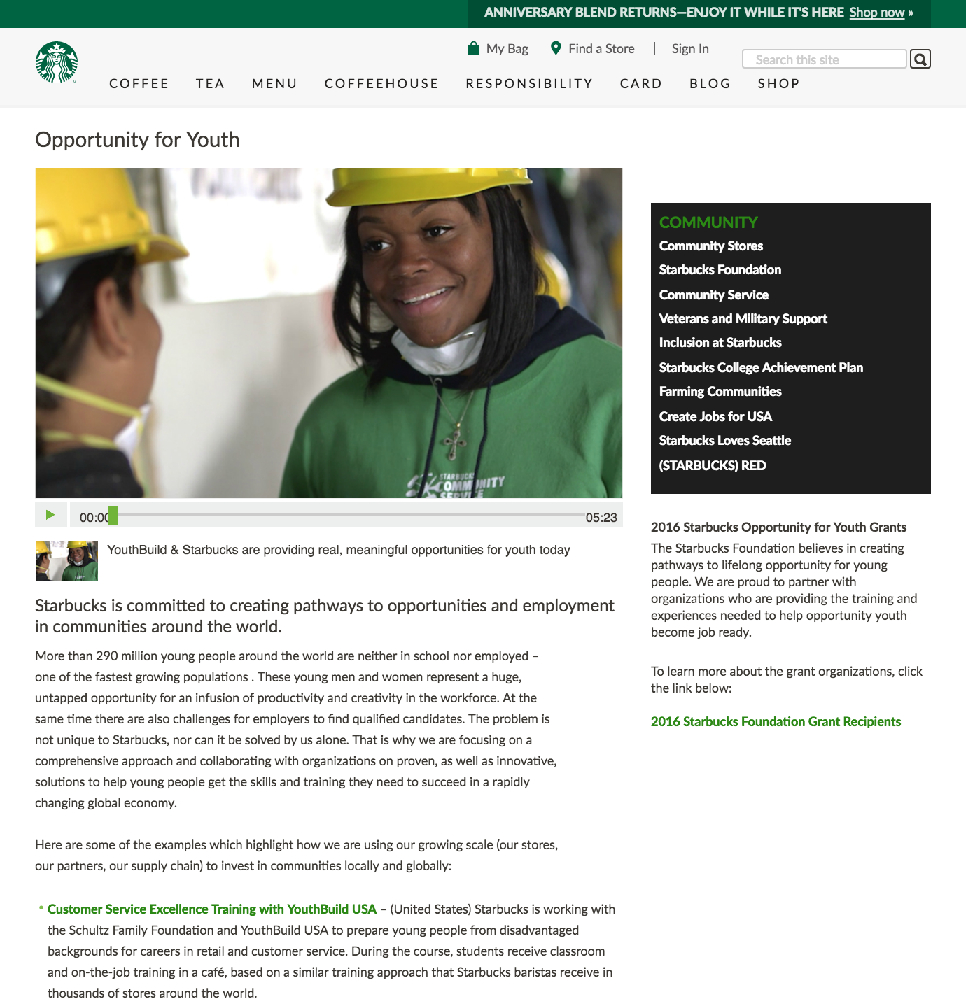 ANNIVERSARY BLEND RETURNS—ENJOY IT WHILE IT'S HERE Shop now »
My Bag Find a Store | Sign In
Search this site
TM
COFFEE TEA MENU COFFEEHOUSE RESPONSIBILITY CARD BLOG SHOP
Opportunity for Youth
STARBUCKS
COMMUNITY
SERVICE
00:00 05:23
YouthBuild & Starbucks are providing real, meaningful opportunities for youth today
Starbucks is committed to creating pathways to opportunities and employment
in communities around the world.
More than 290 million young people around the world are neither in school nor employed –
one of the fastest growing populations . These young men and women represent a huge,
untapped opportunity for an infusion of productivity and creativity in the workforce. At the
same time there are also challenges for employers to find qualified candidates. The problem is
not unique to Starbucks, nor can it be solved by us alone. That is why we are focusing on a
comprehensive approach and collaborating with organizations on proven, as well as innovative,
solutions to help young people get the skills and training they need to succeed in a rapidly
changing global economy.
Here are some of the examples which highlight how we are using our growing scale (our stores,
our partners, our supply chain) to invest in communities locally and globally:
• Customer Service Excellence Training with YouthBuild USA – (United States) Starbucks is working with
the Schultz Family Foundation and YouthBuild USA to prepare young people from disadvantaged
backgrounds for careers in retail and customer service. During the course, students receive classroom
and on-the-job training in a café, based on a similar training approach that Starbucks baristas receive in
thousands of stores around the world.
COMMUNITY
Community Stores
Starbucks Foundation
Community Service
Veterans and Military Support
Inclusion at Starbucks
Starbucks College Achievement Plan
Farming Communities
Create Jobs for USA
Starbucks Loves Seattle
(STARBUCKS) RED
2016 Starbucks Opportunity for Youth Grants
The Starbucks Foundation believes in creating
pathways to lifelong opportunity for young
people. We are proud to partner with
organizations who are providing the training and
experiences needed to help opportunity youth
become job ready.
To learn more about the grant organizations, click
the link below:
2016 Starbucks Foundation Grant Recipients